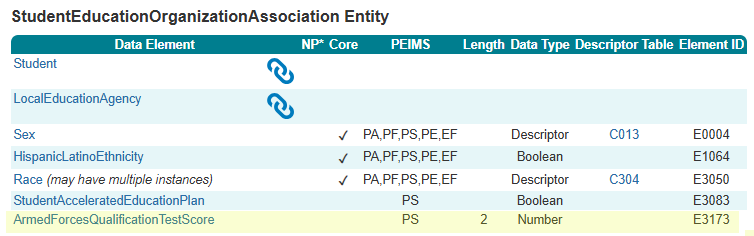 StudentEducationOrganizationAssociation Entity
Data Element NP* Core PEIMS Length Data Type Descriptor Table Element ID
Student
LocalEducationAgency
Sex ✓ PA,PF,PS,PE,EF Descriptor C013 E0004
HispanicLatinoEthnicity ✓ PA,PF,PS,PE,EF Boolean E1064
Race (may have multiple instances) ✓ PA,PF,PS,PE,EF Descriptor C304 E3050
StudentAcceleratedEducationPlan PS Boolean E3083
ArmedForcesQualificationTestScore PS 2 Number E3173